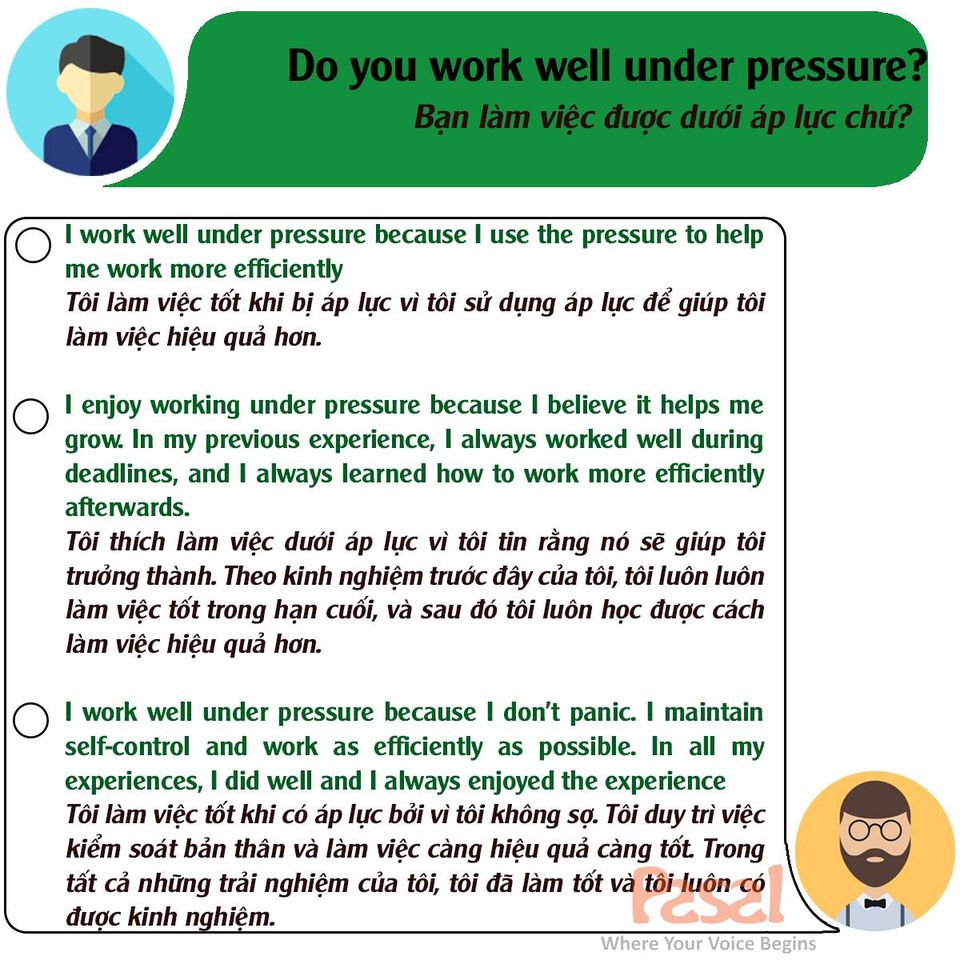 Do you work well under pressure?
Bạn làm việc được dưới áp lực chứ?
I work well under pressure because I use the pressure to help
me work more efficiently
Tôi làm việc tốt khi bị áp lực vì tôi sử dụng áp lực để giúp tôi
làm việc hiệu quả hơn.
I enjoy working under pressure because I believe it helps me
grow. In my previous experience, I always worked well during
deadlines, and I always learned how to work more efficiently
afterwards.
Tôi thích làm việc dưới áp lực vì tôi tin rằng nó sẽ giúp tôi
trưởng thành. Theo kinh nghiệm trước đây của tôi, tôi luôn luôn
làm việc tốt trong hạn cuối, và sau đó tôi luôn học được cách
làm việc hiệu quả hơn.
I work well under pressure because I don't panic. I maintain
self-control and work as efficiently as possible. In all my
experiences, I did well and I always enjoyed the experience
Tôi làm việc tốt khi có áp lực bởi vì tôi không sợ. Tôi duy trì việc
kiểm soát bản thân và làm việc càng hiệu quả càng tốt. Trong
tất cả những trải nghiệm của tôi, tôi đã làm tốt và tôi luôn có
được kinh nghiệm.
Pasal
Where Your Voice Begins